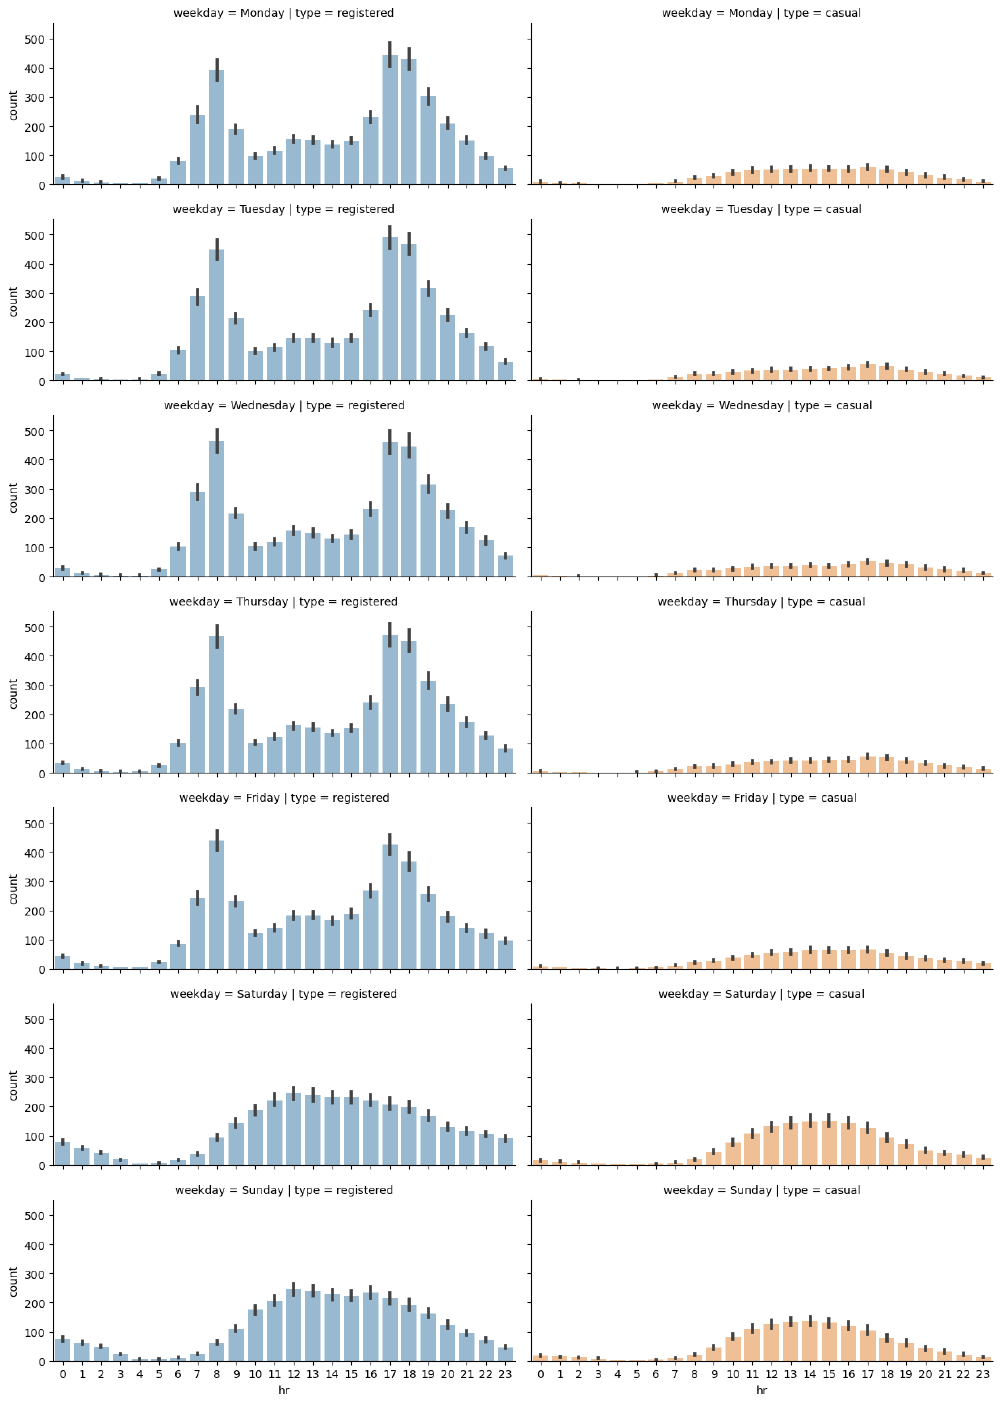 weekday = Monday | type = registered
weekday = Monday | type = casual
500
400
300
200
100
0
count
weekday = Tuesday | type = registered
weekday = Tuesday | type = casual
500
400
300
200
100
0
count
weekday = Wednesday | type = registered
weekday = Wednesday | type = casual
500
400
300
200
100
0
count
weekday = Thursday | type = registered
weekday = Thursday | type = casual
500
400
300
200
100
0
count
weekday = Friday | type = registered
weekday = Friday | type = casual
500
400
300
200
100
0
count
weekday = Saturday | type = registered
weekday = Saturday | type = casual
500
400
300
200
100
0
count
weekday = Sunday | type = registered
weekday = Sunday | type = casual
500
400
300
200
100
0
count
0 1 2 3 4 5 6 7 8 9 10 11 12 13 14 15 16 17 18 19 20 21 22 23
hr
0 1 2 3 4 5 6 7 8 9 10 11 12 13 14 15 16 17 18 19 20 21 22 23
hr